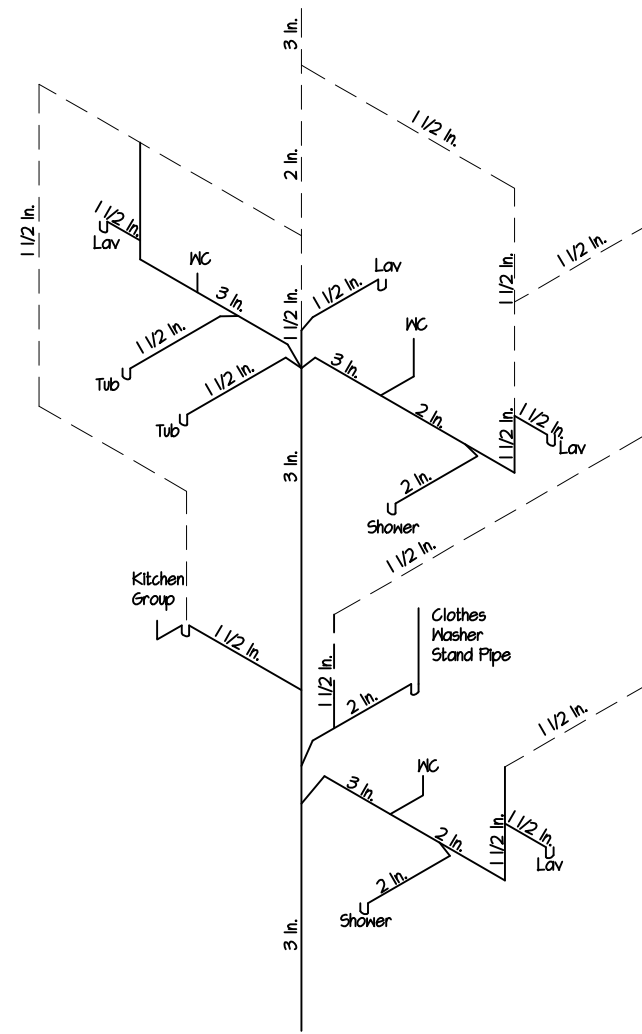 3 In.
1 1/2 In.
2 In.
1 1/2 In.
1 1/2 In.
Lav
1 1/2 In.
1 1/2 In.
WC
Lav
3 In.
1 1/2 In.
1 1/2 In.
WC
1 1/2 In.
1 1/2 In.
3 In.
Tub
2 In.
1 1/2 In.
1 1/2 In.
Lav
Tub
3 In.
2 In.
Shower
1 1/2 In.
Kitchen
Group
Clothes
Washer
Stand Pipe
1 1/2 In.
1 1/2 In.
2 In.
1 1/2 In.
WC
3 In.
2 In.
1 1/2 In.
1 1/2 In.
Lav
2 In.
Shower
3 In.